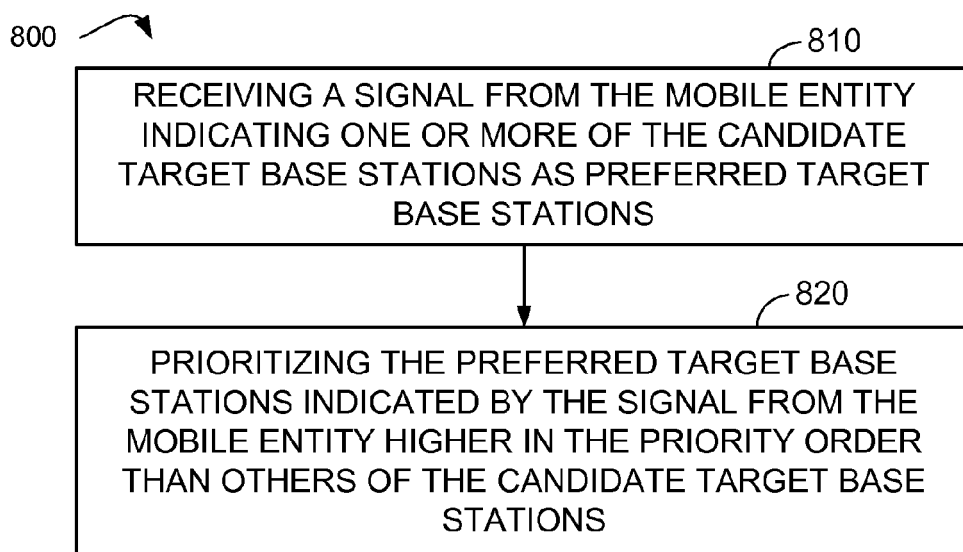 800
810
RECEIVING A SIGNAL FROM THE MOBILE ENTITY
INDICATING ONE OR MORE OF THE CANDIDATE
TARGET BASE STATIONS AS PREFERRED TARGET
BASE STATIONS
820
PRIORITIZING THE PREFERRED TARGET BASE
STATIONS INDICATED BY THE SIGNAL FROM THE
MOBILE ENTITY HIGHER IN THE PRIORITY ORDER
THAN OTHERS OF THE CANDIDATE TARGET BASE
STATIONS